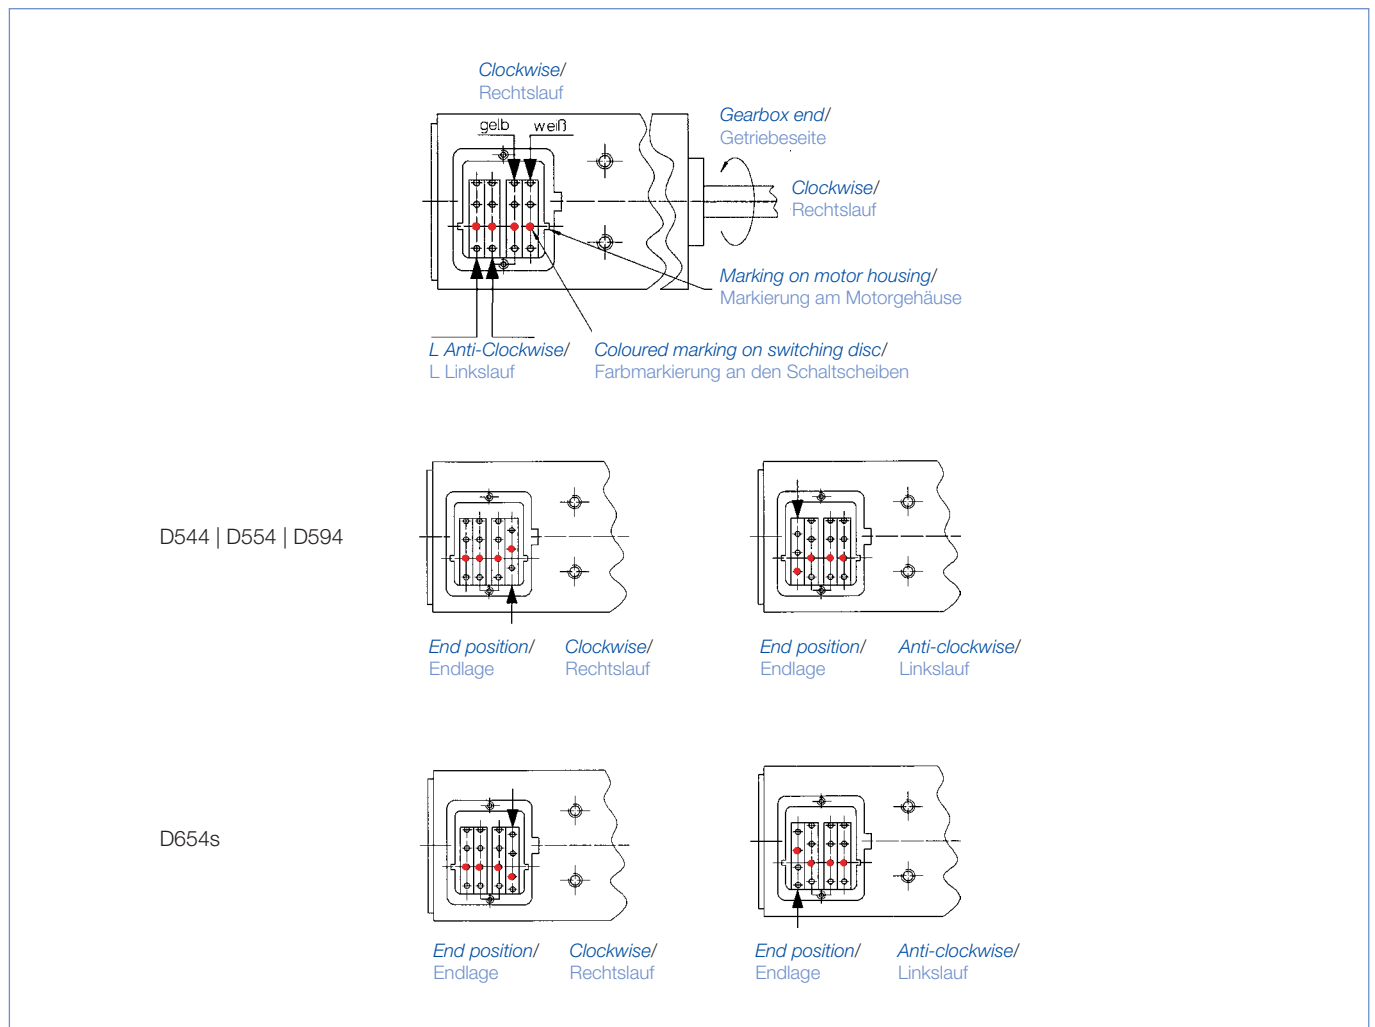 Clockwise/
Rechtslauf
gelb weiß
Gearbox end/
Getriebeseite
Clockwise/
Rechtslauf
Marking on motor housing/
Markierung am Motorgehäuse
L Anti-Clockwise/
L Linkslauf
Coloured marking on switching disc/
Farbmarkierung an den Schaltscheiben
D544 | D554 | D594
End position/
Endlage
Clockwise/
Rechtslauf
End position/
Endlage
Anti-clockwise/
Linkslauf
D654s
End position/
Endlage
Clockwise/
Rechtslauf
End position/
Endlage
Anti-clockwise/
Linkslauf